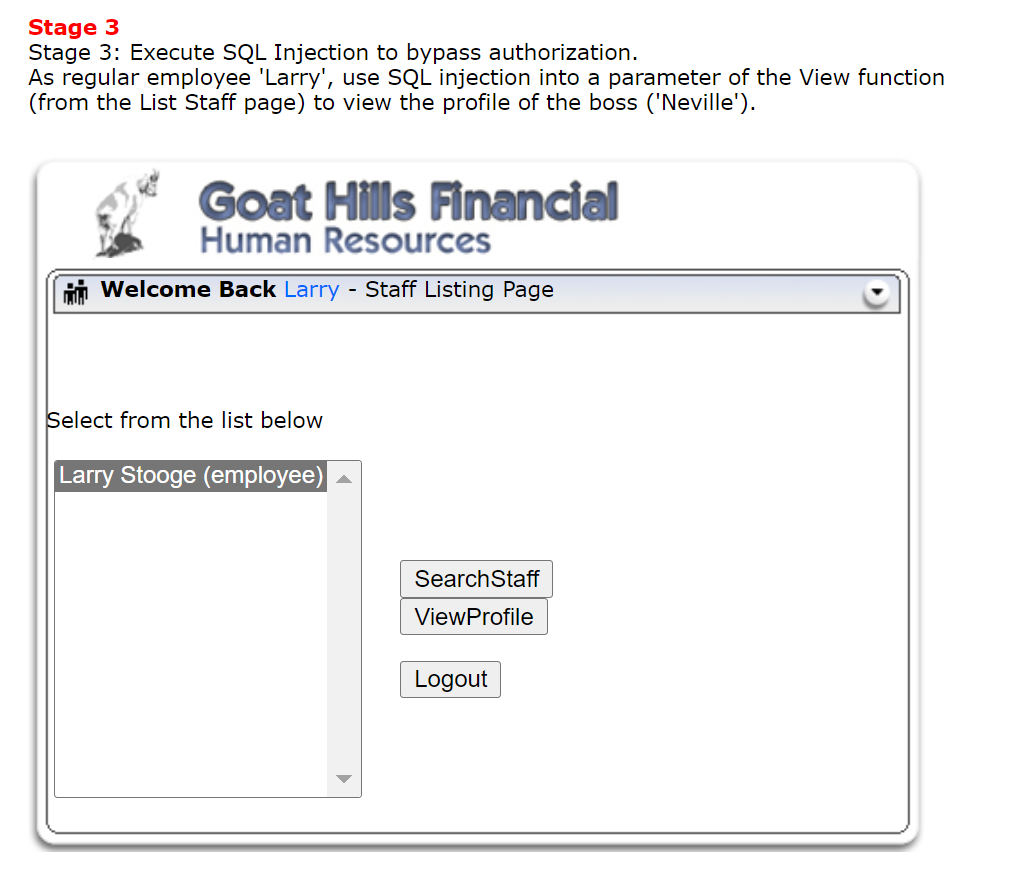 Stage 3
Stage 3: Execute SQL Injection to bypass authorization.
As regular employee 'Larry', use SQL injection into a parameter of the View function
(from the List Staff page) to view the profile of the boss ('Neville').
Goat Hills Financial
Human Resources
Welcome Back Larry - Staff Listing Page
Select from the list below
Larry Stooge (employee)
SearchStaff
ViewProfile
Logout